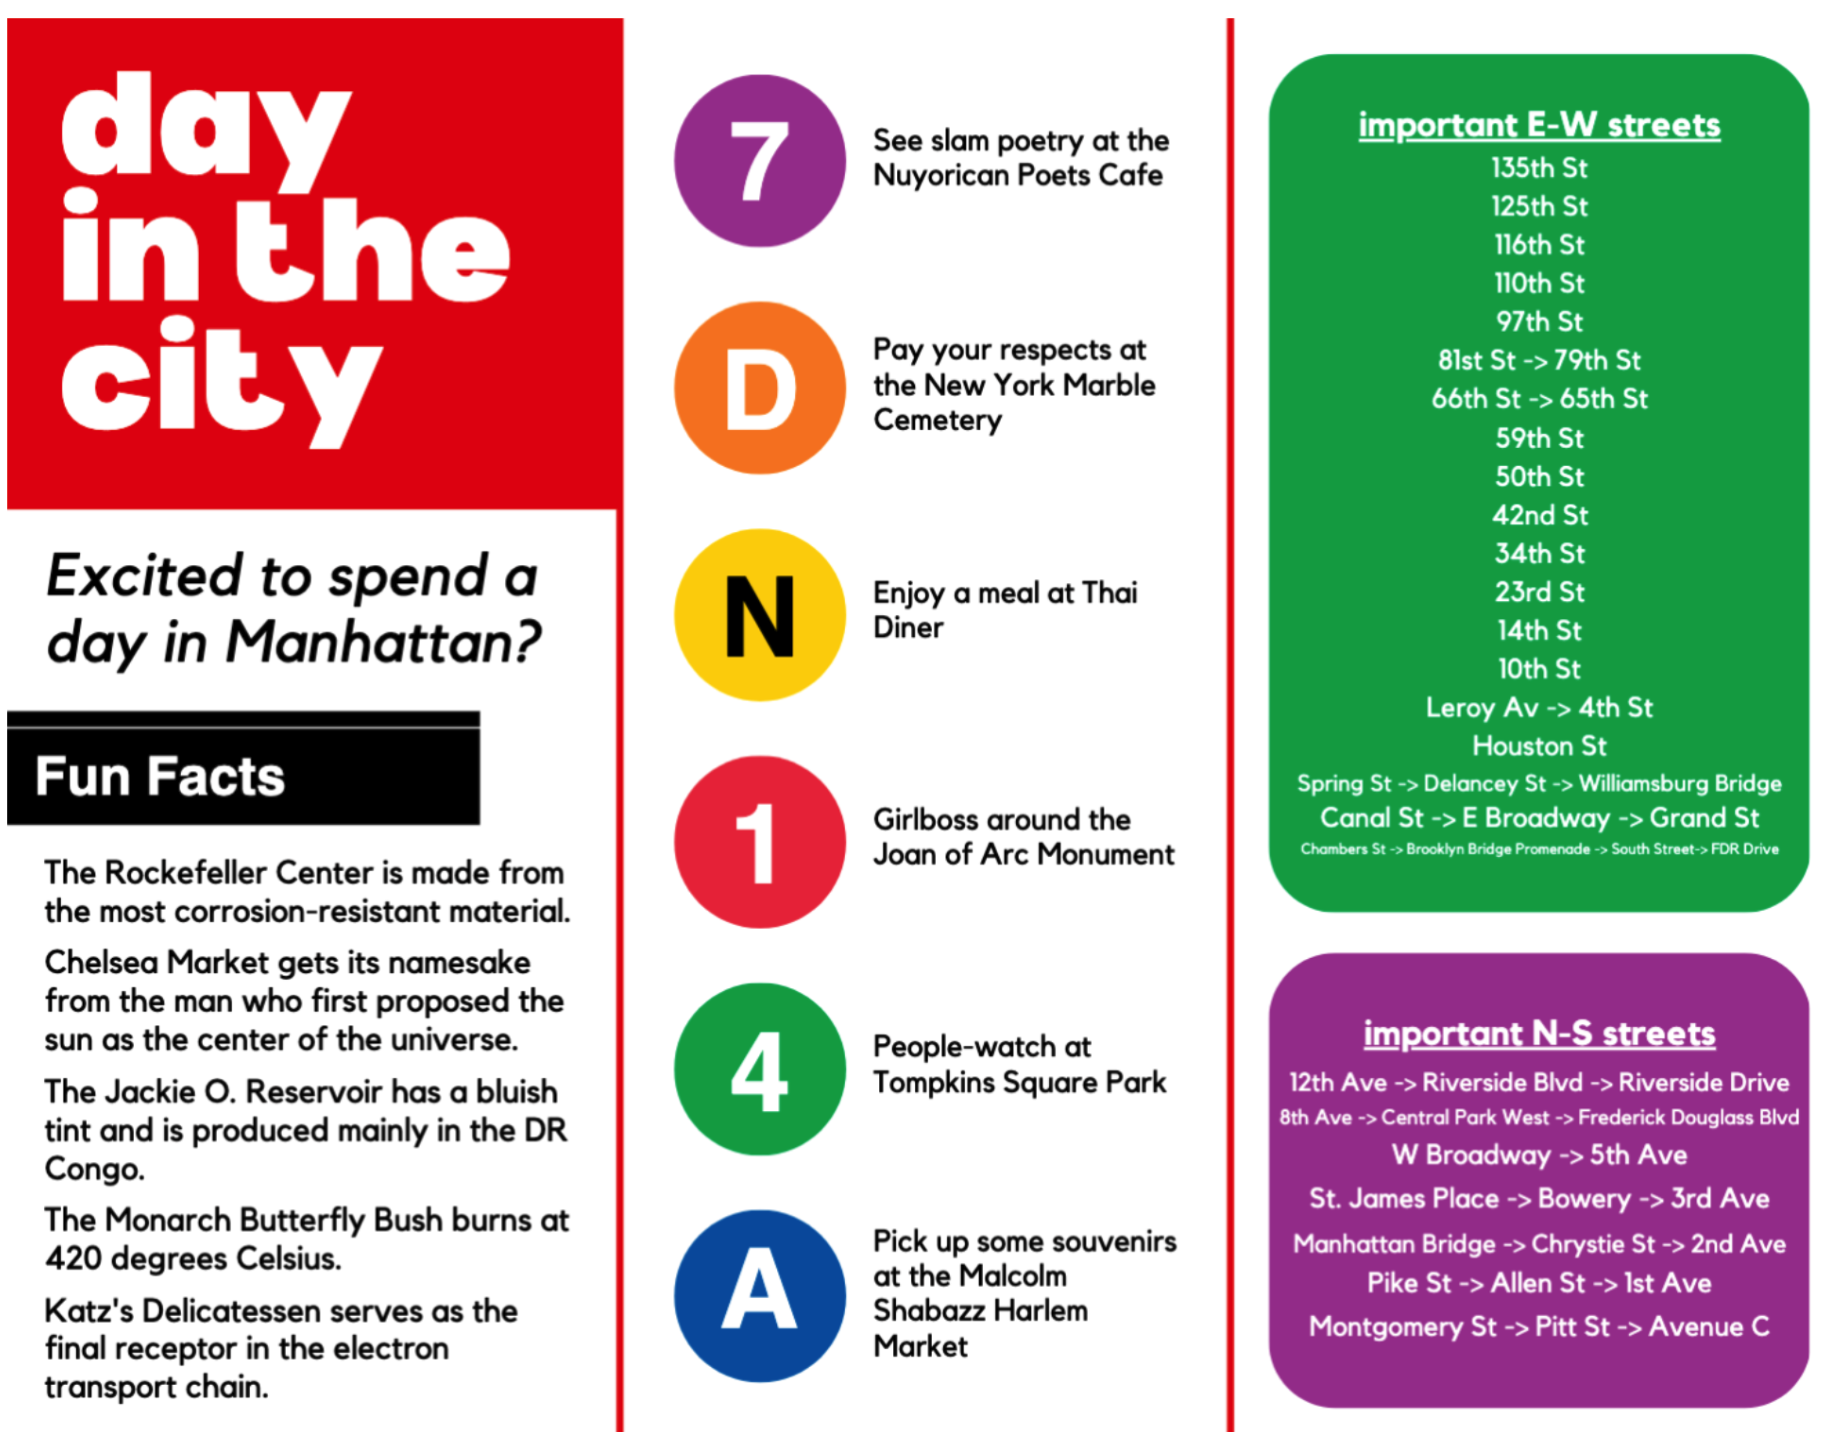 day
in the
city
Excited to spend a
day in Manhattan?
Fun Facts
The Rockefeller Center is made from
the most corrosion-resistant material.
Chelsea Market gets its namesake
from the man who first proposed the
sun as the center of the universe.
The Jackie O. Reservoir has a bluish
tint and is produced mainly in the DR
Congo.
The Monarch Butterfly Bush burns at
420 degrees Celsius.
Katz's Delicatessen serves as the
final receptor in the electron
transport chain.
7
See slam poetry at the
Nuyorican Poets Cafe
D
Pay your respects at
the New York Marble
Cemetery
N
Enjoy a meal at Thai
Diner
1
Girlboss around the
Joan of Arc Monument
4
People-watch at
Tompkins Square Park
A
Pick up some souvenirs
at the Malcolm
Shabazz Harlem
Market
important E-W streets
135th St
125th St
116th St
110th St
97th St
81st St -> 79th St
66th St -> 65th St
59th St
50th St
42nd St
34th St
23rd St
14th St
10th St
Leroy Av -> 4th St
Houston St
Spring St -> Delancey St -> Williamsburg Bridge
Canal St -> E Broadway -> Grand St
Chambers St -> Brooklyn Bridge Promenade -> South Street-> FDR Drive
important N-S streets
12th Ave -> Riverside Blvd -> Riverside Drive
8th Ave -> Central Park West -> Frederick Douglass Blvd
W Broadway -> 5th Ave
St. James Place -> Bowery -> 3rd Ave
Manhattan Bridge -> Chrystie St -> 2nd Ave
Pike St -> Allen St -> 1st Ave
Montgomery St -> Pitt St -> Avenue C